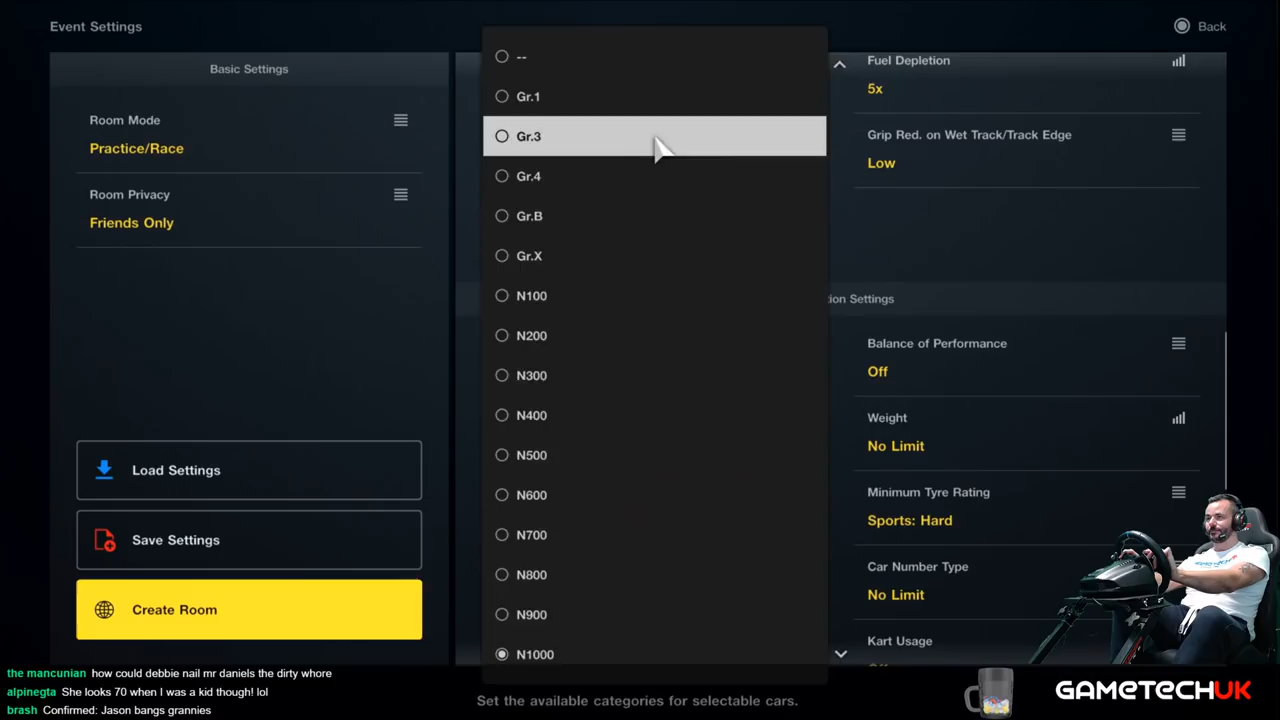 Event Settings
Back
Basic Settings
Room Mode
Practice/Race
Room Privacy
Friends Only
Load Settings
Save Settings
Create Room
--
Gr.1
Gr.3
Gr.4
Gr.B
Gr.X
N100
N200
N300
N400
N500
N600
N700
N800
N900
N1000
Fuel Depletion
5x
Grip Red. on Wet Track/Track Edge
Low
ion Settings
Balance of Performance
Off
Weight
No Limit
Minimum Tyre Rating
Sports: Hard
Car Number Type
No Limit
Kart Usage
Set the available categories for selectable cars.
the mancunian how could debbie nail mr daniels the dirty whore
alpinegta She looks 70 when I was a kid though! lol
brash Confirmed: Jason bangs grannies
GAMETECHUK